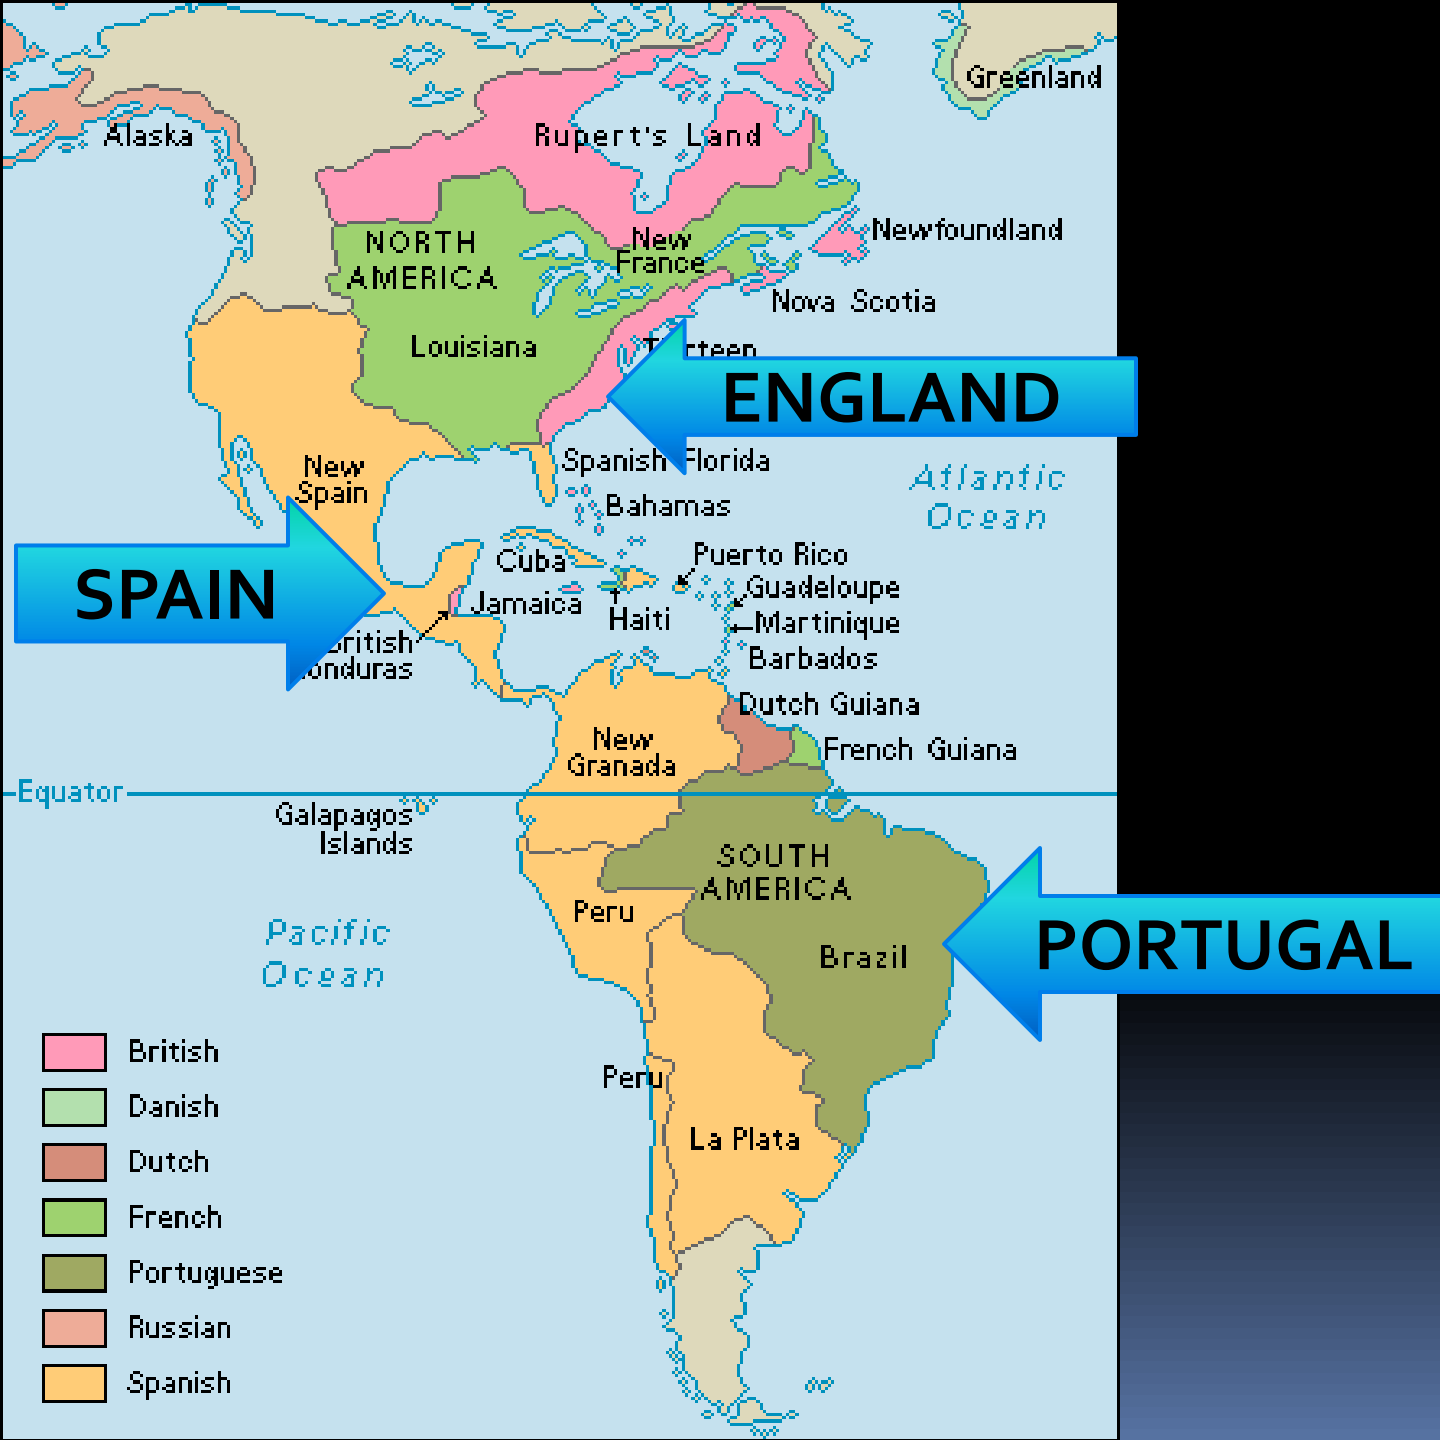 Greenland
Alaska
Rupert's Land
Newfoundland
NORTH
AMERICA
New
France
Nova Scotia
Louisiana
ENGLAND
Spanish Florida
New
Spain
Atlantic
Ocean
Bahamas
Cuba
Puerto Rico
SPAIN
Jamaica
Guadeloupe
Haiti
Martinique
British
Honduras
Barbados
Dutch Guiana
New
Granada
French Guiana
Equator
Galapagos
Islands
SOUTH
AMERICA
Peru
Pacific
Ocean
Brazil
PORTUGAL
British
Peru
Danish
La Plata
Dutch
French
Portuguese
Russian
Spanish